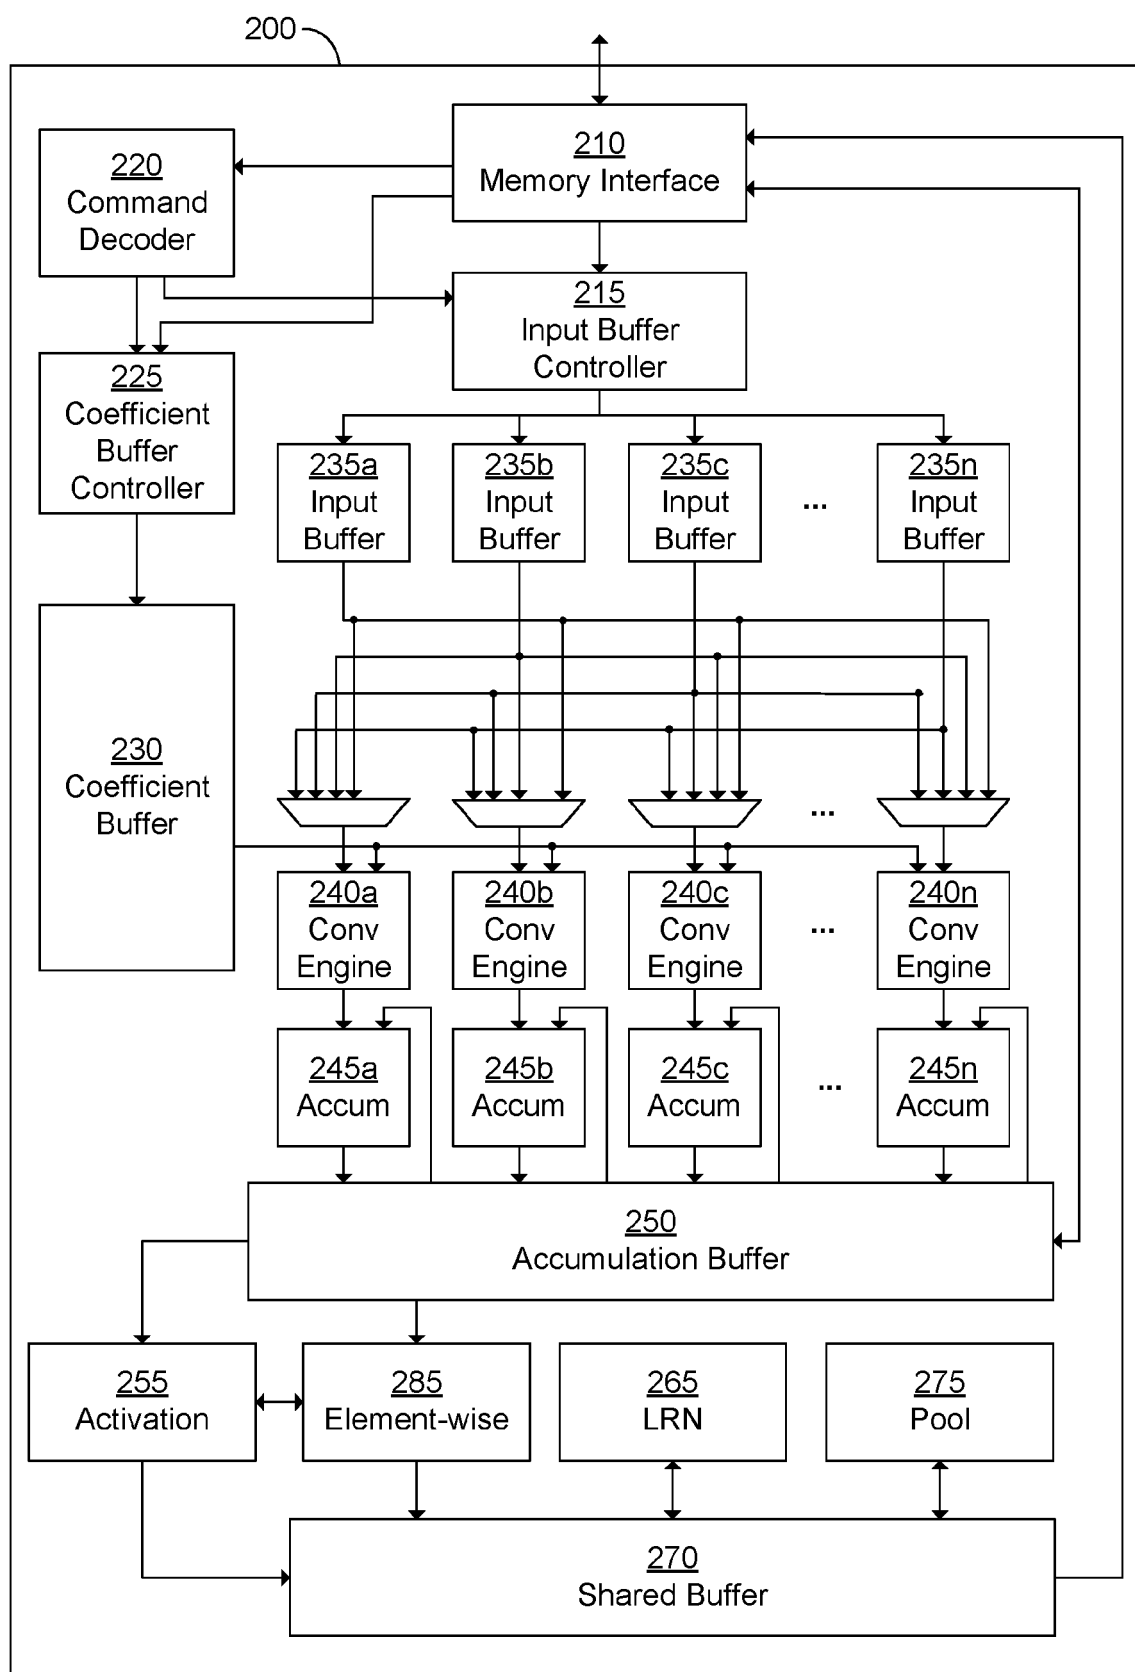 200
210
Memory Interface
220
Command
Decoder
215
Input Buffer
Controller
225
Coefficient
Buffer
Controller
235a
Input
Buffer
235b
Input
Buffer
235c
Input
Buffer
...
235n
Input
Buffer
230
Coefficient
Buffer
...
240a
Conv
Engine
240b
Conv
Engine
240c
Conv
Engine
...
240n
Conv
Engine
245a
Accum
245b
Accum
245c
Accum
...
245n
Accum
250
Accumulation Buffer
255
Activation
285
Element-wise
265
LRN
275
Pool
270
Shared Buffer